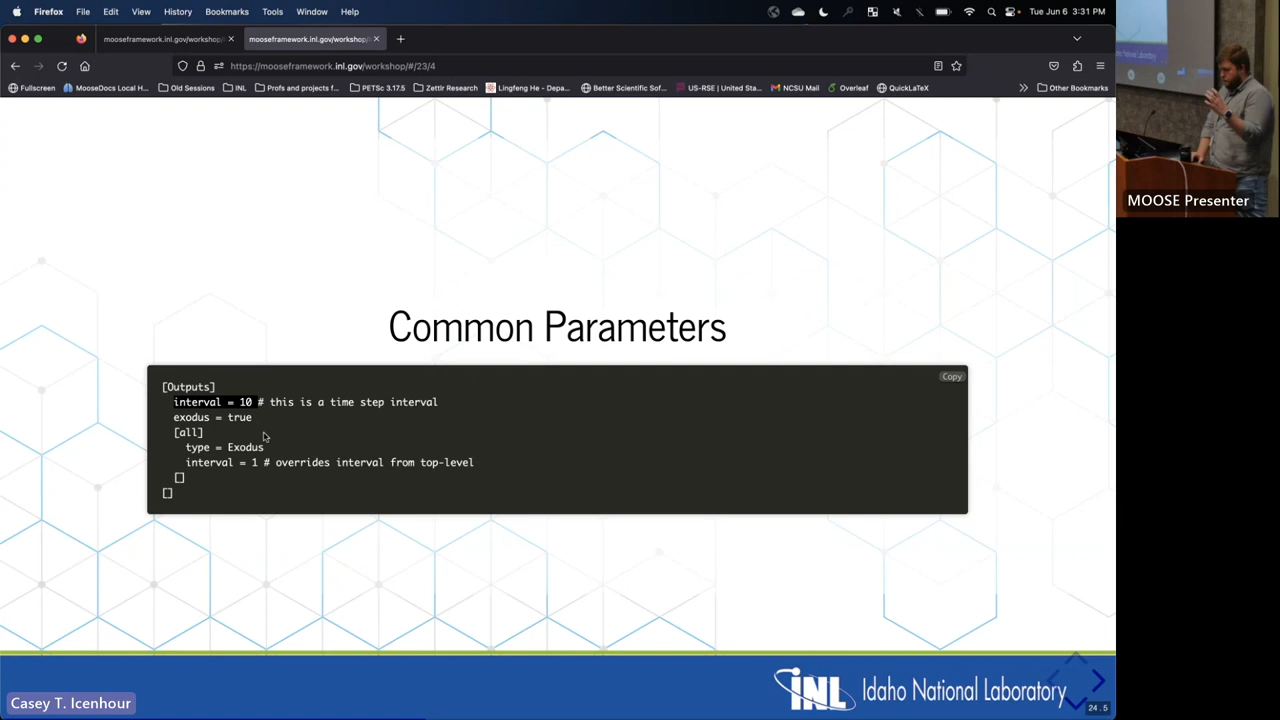 Firefox File Edit View History Bookmarks Tools Window Help Tue Jun 6 3:31 PM
mooseframework.inl.gov/workshop/ mooseframework.inl.gov/workshop/
https://mooseframework.inl.gov/workshop/#/23/4
Fullscreen MooseDocs Local H... Old Sessions INL Profs and projects f... PETSc 3.17.5 Zettlr Research Lingfeng He - Depa... Better Scientific Sof... US-RSE | United Sta... NCSU Mail Overleaf QuickLaTeX Other Bookmarks
MOOSE Presenter
Common Parameters
Copy
[Outputs]
interval = 10 # this is a time step interval
exodus = true
[all]
type = Exodus
interval = 1 # overrides interval from top-level
[]
[]
INL Idaho National Laboratory
Casey T. Icenhour
24.5